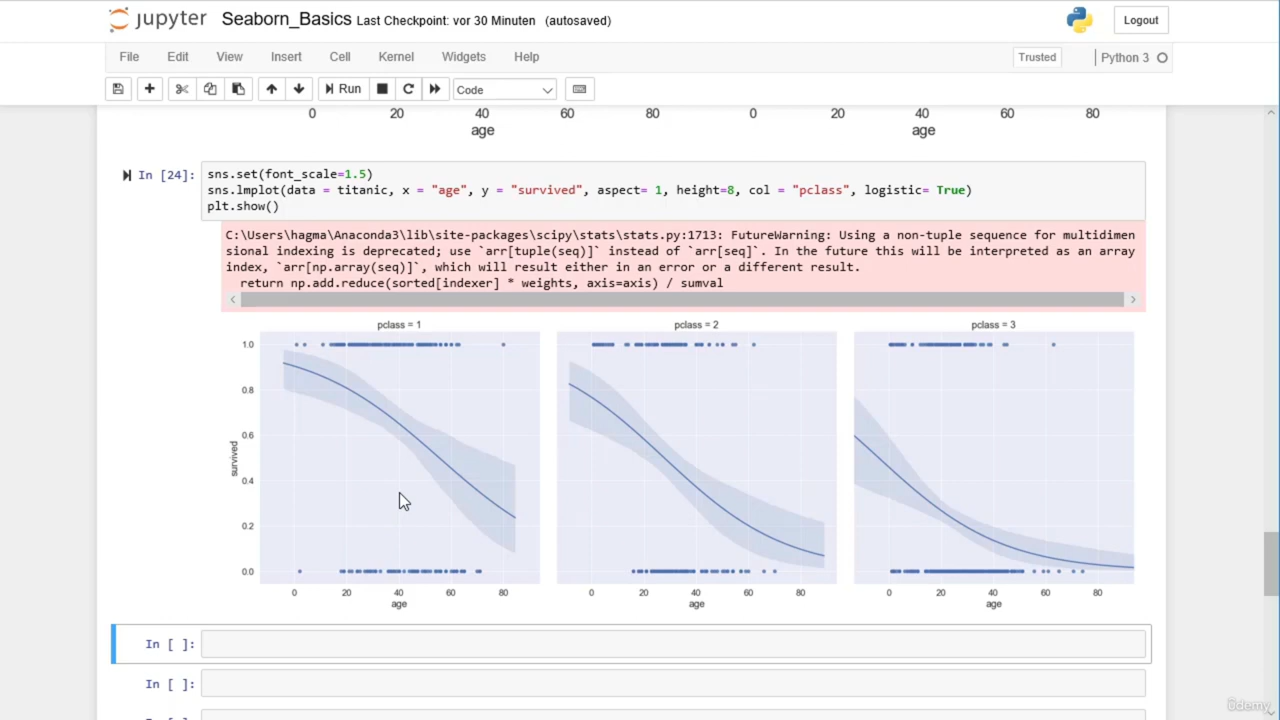 jupyter Seaborn_Basics Last Checkpoint: vor 30 Minuten (autosaved)
Logout
File Edit View Insert Cell Kernel Widgets Help
Trusted
Python 3
Run
Code
0 20 40 60 80 0 20 40 60 80
age age
In [24]:
sns.set(font_scale=1.5)
sns.lmplot(data = titanic, x = "age", y = "survived", aspect= 1, height=8, col = "pclass", logistic= True)
plt.show()
C:\Users\hagma\Anaconda3\lib\site-packages\scipy\stats\stats.py:1713: FutureWarning: Using a non-tuple sequence for multidimen
sional indexing is deprecated; use `arr[tuple(seq)]` instead of `arr[seq]`. In the future this will be interpreted as an array
index, `arr[np.array(seq)]`, which will result either in an error or a different result.
return np.add.reduce(sorted[indexer] * weights, axis=axis) / sumval
pclass = 1 pclass = 2 pclass = 3
1.0
0.8
0.6
0.4
0.2
0.0
survived
0 20 40 60 80 0 20 40 60 80 0 20 40 60 80
age age age
In [ ]:
In [ ]:
ûdemy